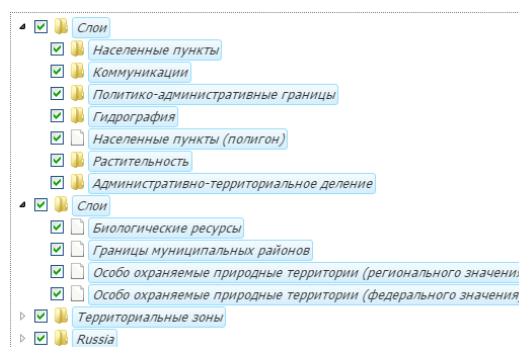 Слои
Населенные пункты
Коммуникации
Политико-административные границы
Гидрография
Населенные пункты (полигон)
Растительность
Административно-территориальное деление
Слои
Биологические ресурсы
Границы муниципальных районов
Особо охраняемые природные территории (регионального значения
Особо охраняемые природные территории (федерального значения)
Территориальные зоны
Russia